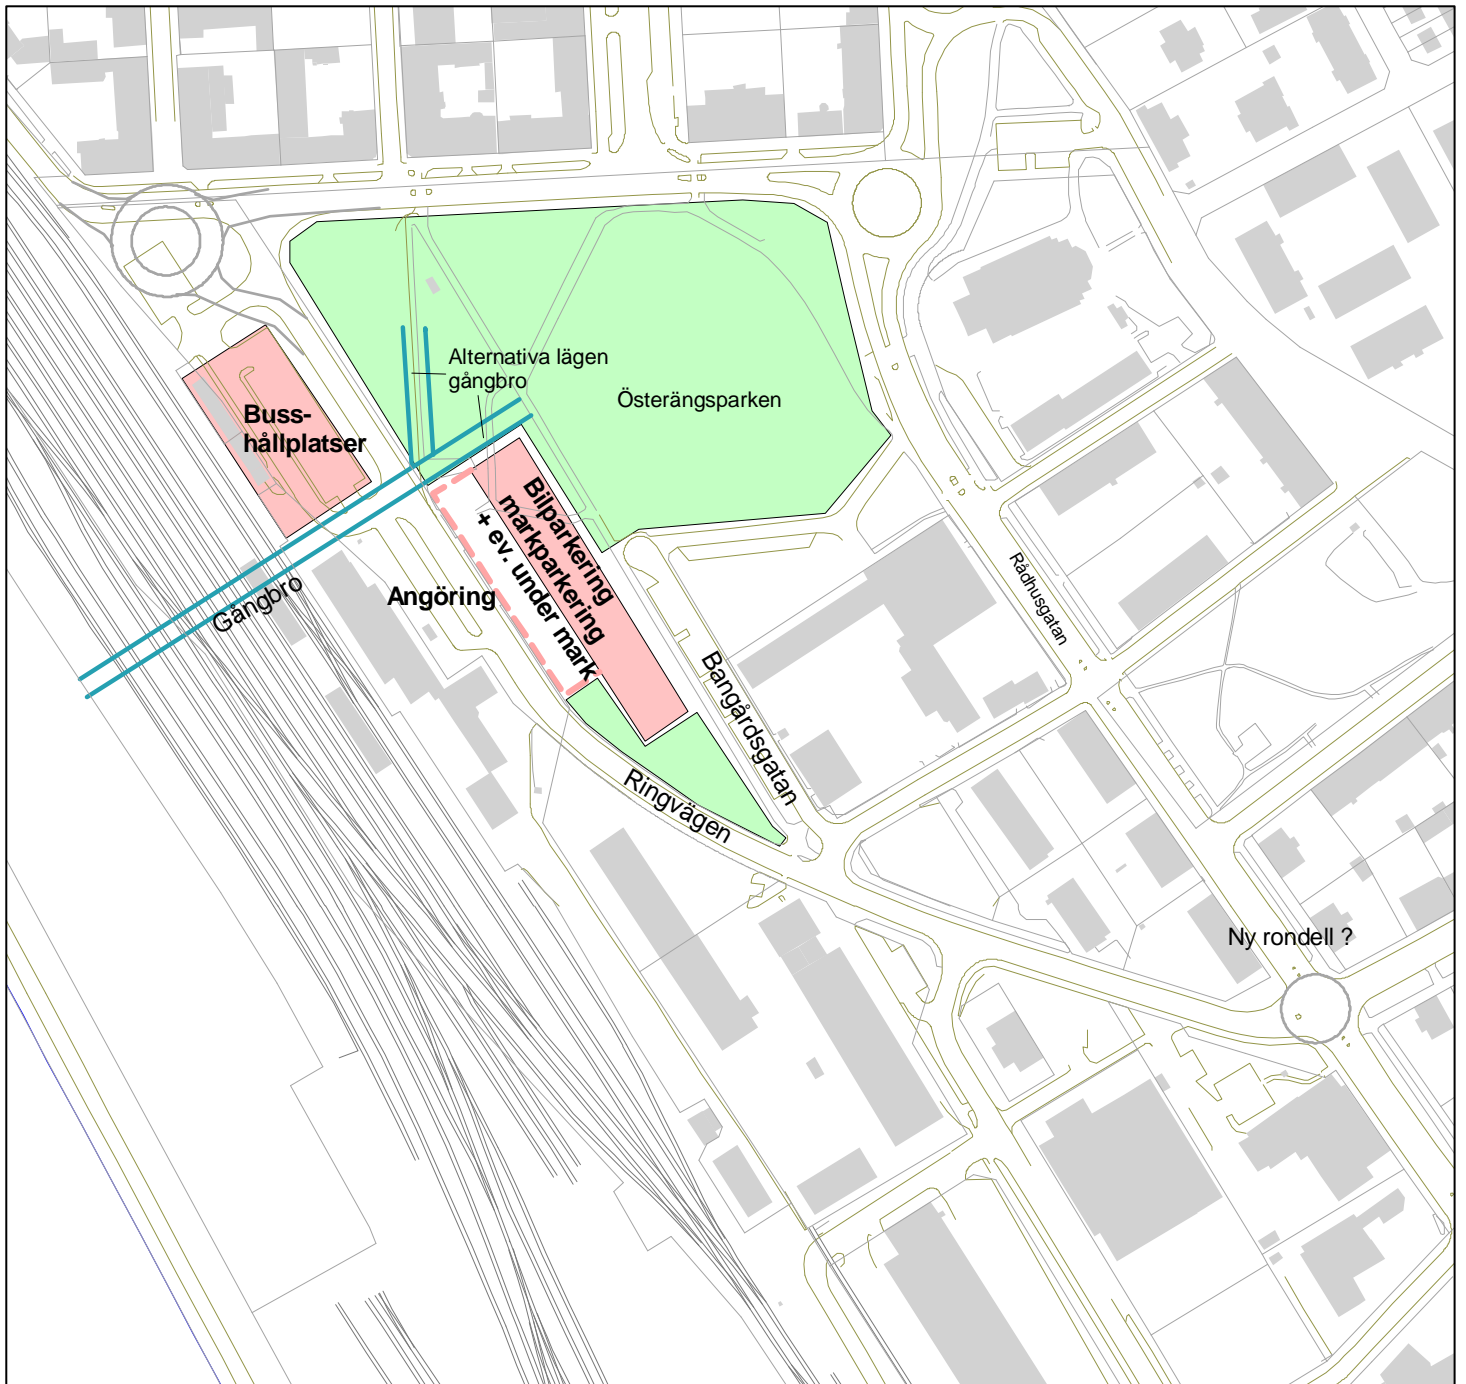 Alternativa lägen
gångbro
Österängsparken
Buss-
hållplatser
Bilparkering
markparkering
+ ev. under mark
Angöring
Gångbro
Rådhusgatan
Bangårdsgatan
Ringvägen
Ny rondell ?